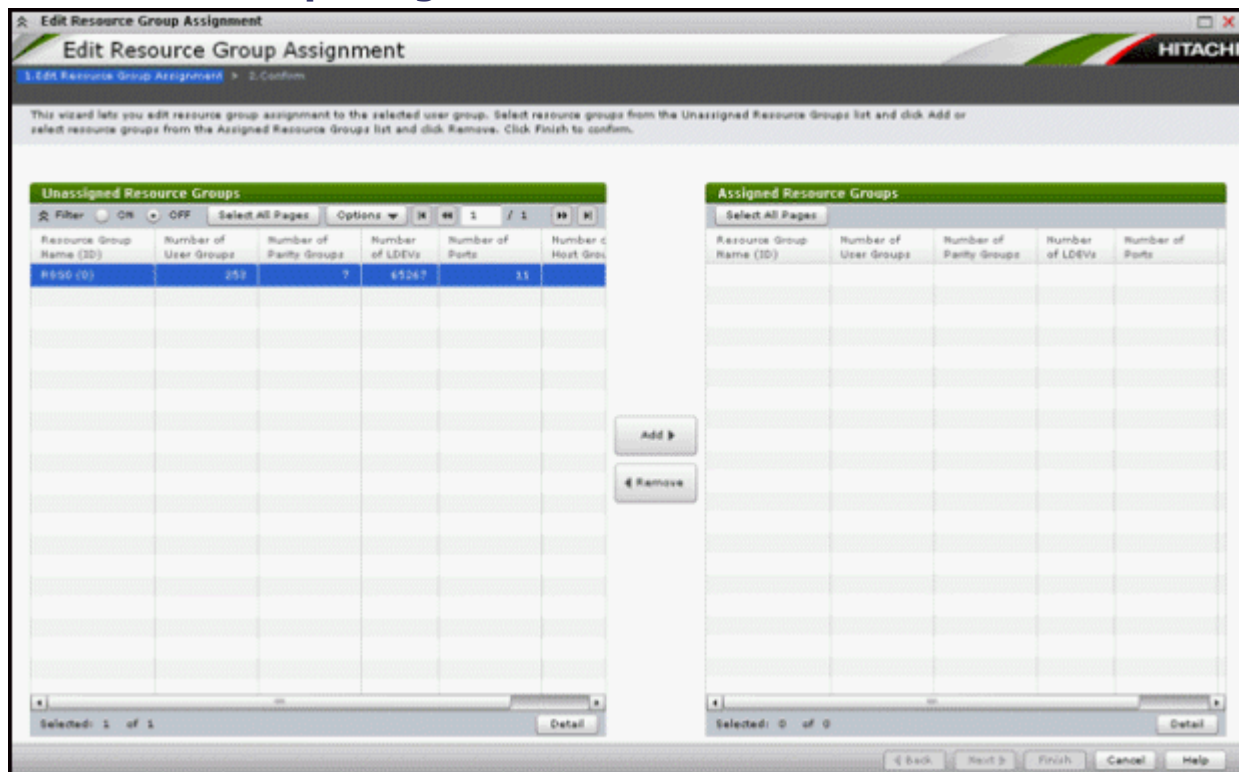 Edit Resource Group Assignment
Edit Resource Group Assignment
HITACHI
1.Edit Resource Group Assignment > 2.Confirm
This wizard lets you edit resource group assignment to the selected user group. Select resource groups from the Unassigned Resource Groups list and click Add or
select resource groups from the Assigned Resource Groups list and click Remove. Click Finish to confirm.
Unassigned Resource Groups
Filter ON OFF Select All Pages Options 1 / 1
Resource Group Name (ID) Number of User Groups Number of Parity Groups Number of LDEVs Number of Ports Number o Host Grou
253 7 65267 11
Selected: 1 of 1 Detail
Add
Remove
Assigned Resource Groups
Select All Pages
Resource Group Name (ID) Number of User Groups Number of Parity Groups Number of LDEVs Number of Ports
Selected: 0 of 0 Detail
Back Next Finish Cancel Help